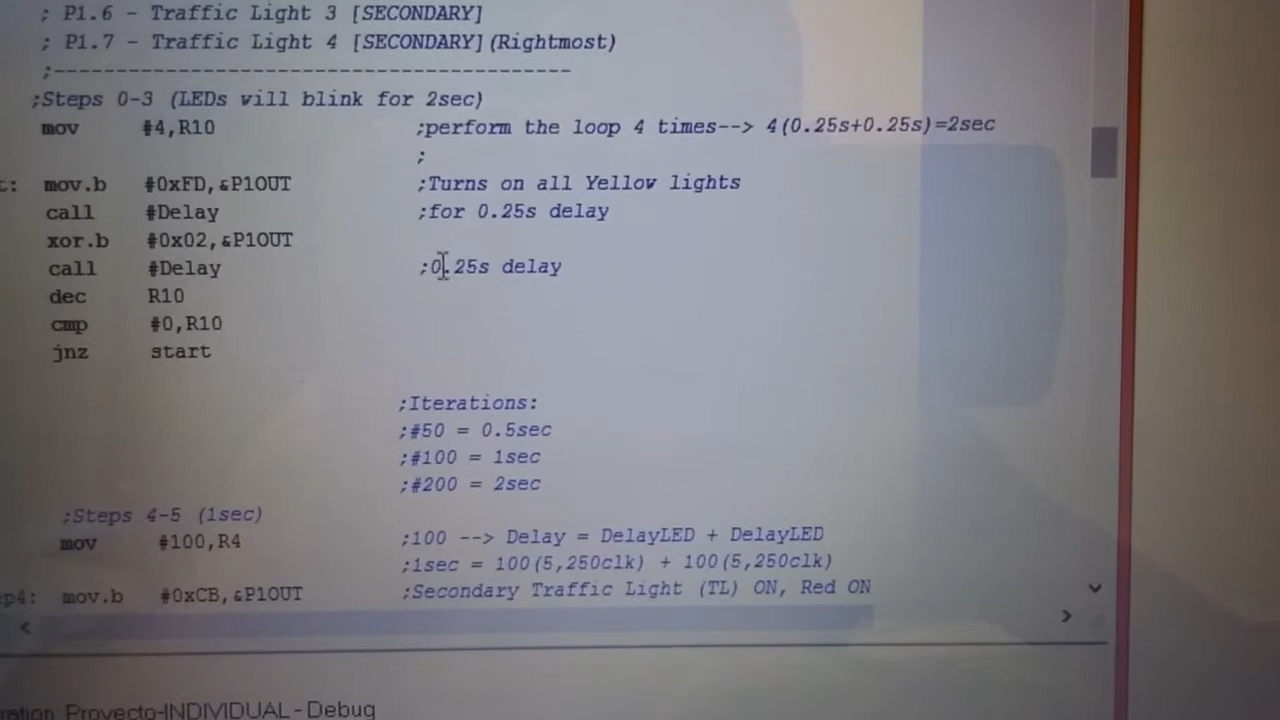 ; P1.6 - Traffic Light 3 [SECONDARY]
; P1.7 - Traffic Light 4 [SECONDARY](Rightmost)
;------------------------------------------
;Steps 0-3 (LEDs will blink for 2sec)
mov #4,R10 ;perform the loop 4 times--> 4(0.25s+0.25s)=2sec
;
mov.b #0xFD,&P1OUT ;Turns on all Yellow lights
call #Delay ;for 0.25s delay
xor.b #0x02,&P1OUT
call #Delay ;0.25s delay
dec R10
cmp #0,R10
jnz start
;Iterations:
;#50 = 0.5sec
;#100 = 1sec
;#200 = 2sec
;Steps 4-5 (1sec)
mov #100,R4 ;100 --> Delay = DelayLED + DelayLED
;1sec = 100(5,250clk) + 100(5,250clk)
ep4: mov.b #0xCB,&P1OUT ;Secondary Traffic Light (TL) ON, Red ON
Proyecto-INDIVIDUAL - Debug